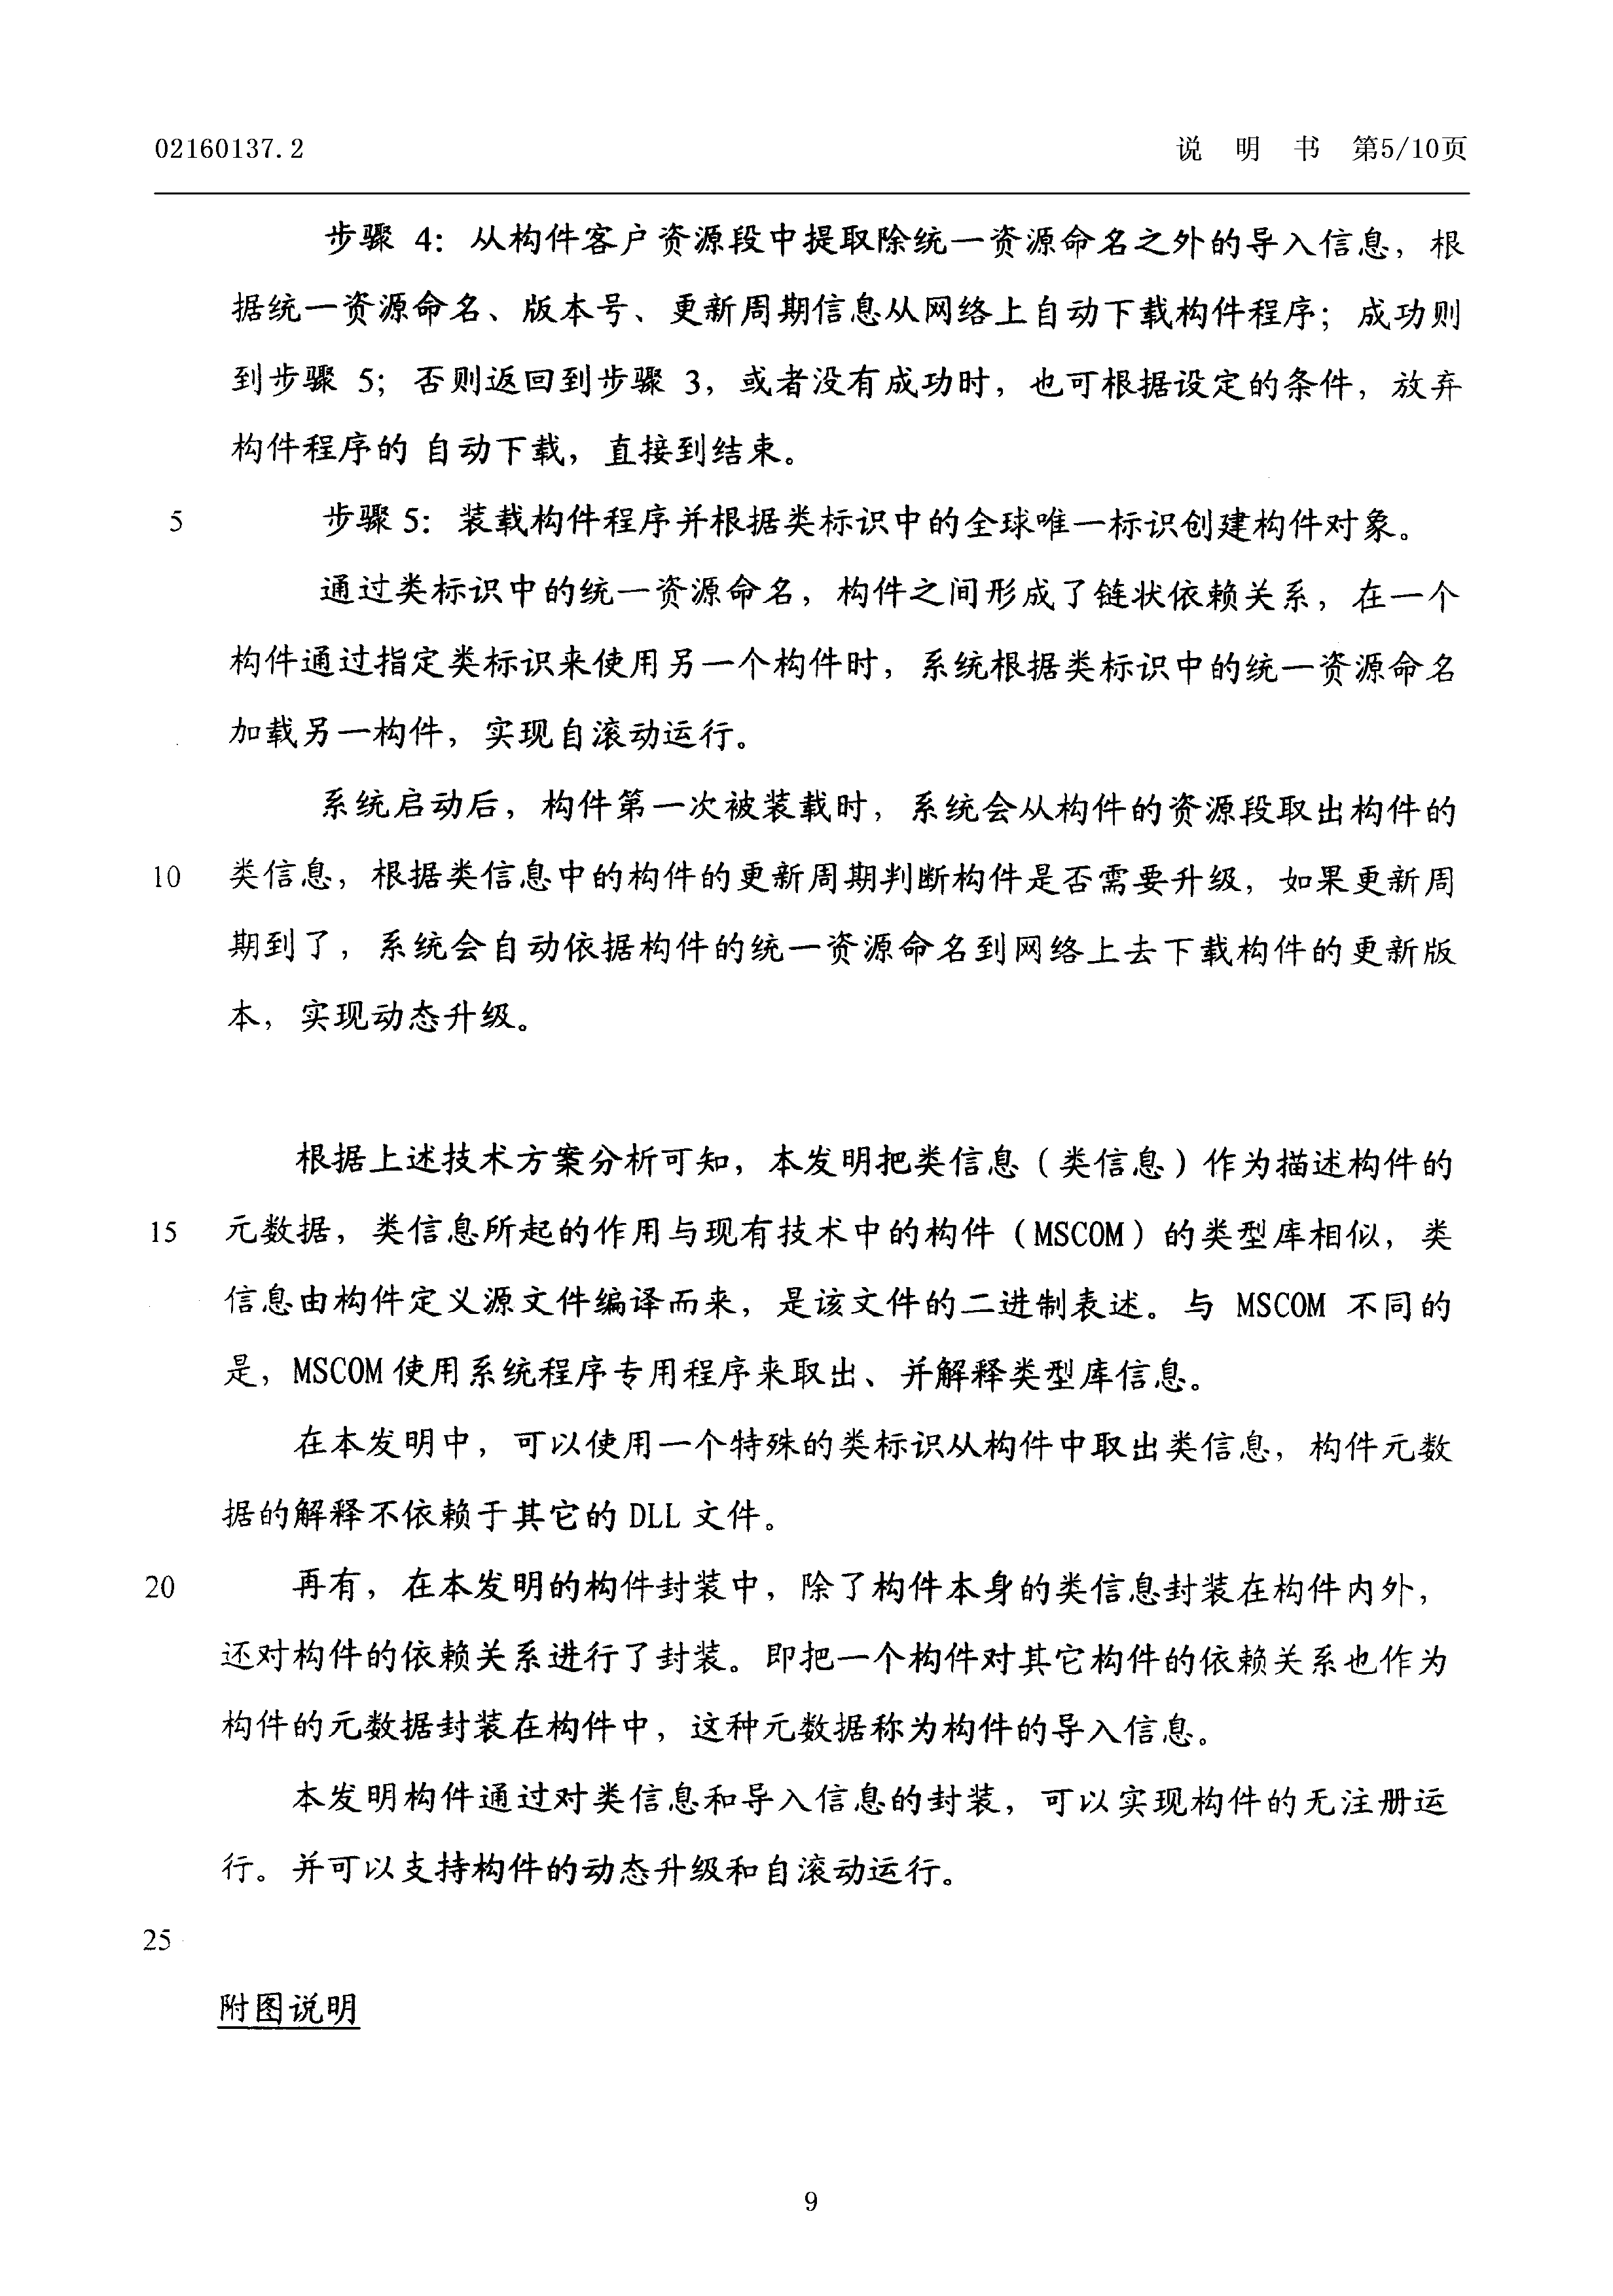 02160137.2
说 明 书 第5/10页
步骤 4：从构件客户资源段中提取除统一资源命名之外的导入信息，根
据统一资源命名、版本号、更新周期信息从网络上自动下载构件程序；成功则
到步骤 5；否则返回到步骤 3，或者没有成功时，也可根据设定的条件，放弃
构件程序的 自动下载，直接到结束。
5 步骤 5：装载构件程序并根据类标识中的全球唯一标识创建构件对象。
通过类标识中的统一资源命名，构件之间形成了链状依赖关系，在一个
构件通过指定类标识来使用另一个构件时，系统根据类标识中的统一资源命名
加载另一构件，实现自滚动运行。
系统启动后，构件第一次被装载时，系统会从构件的资源段取出构件的
10 类信息，根据类信息中的构件的更新周期判断构件是否需要升级，如果更新周
期到了，系统会自动依据构件的统一资源命名到网络上去下载构件的更新版
本，实现动态升级。
根据上述技术方案分析可知，本发明把类信息（类信息）作为描述构件的
15 元数据，类信息所起的作用与现有技术中的构件（MSCOM）的类型库相似，类
信息由构件定义源文件编译而来，是该文件的二进制表述。与 MSCOM 不同的
是，MSCOM 使用系统程序专用程序来取出、并解释类型库信息。
在本发明中，可以使用一个特殊的类标识从构件中取出类信息，构件元数
据的解释不依赖于其它的 DLL 文件。
20 再有，在本发明的构件封装中，除了构件本身的类信息封装在构件内外，
还对构件的依赖关系进行了封装。即把一个构件对其它构件的依赖关系也作为
构件的元数据封装在构件中，这种元数据称为构件的导入信息。
本发明构件通过对类信息和导入信息的封装，可以实现构件的无注册运
行。并可以支持构件的动态升级和自滚动运行。
25
附图说明
9